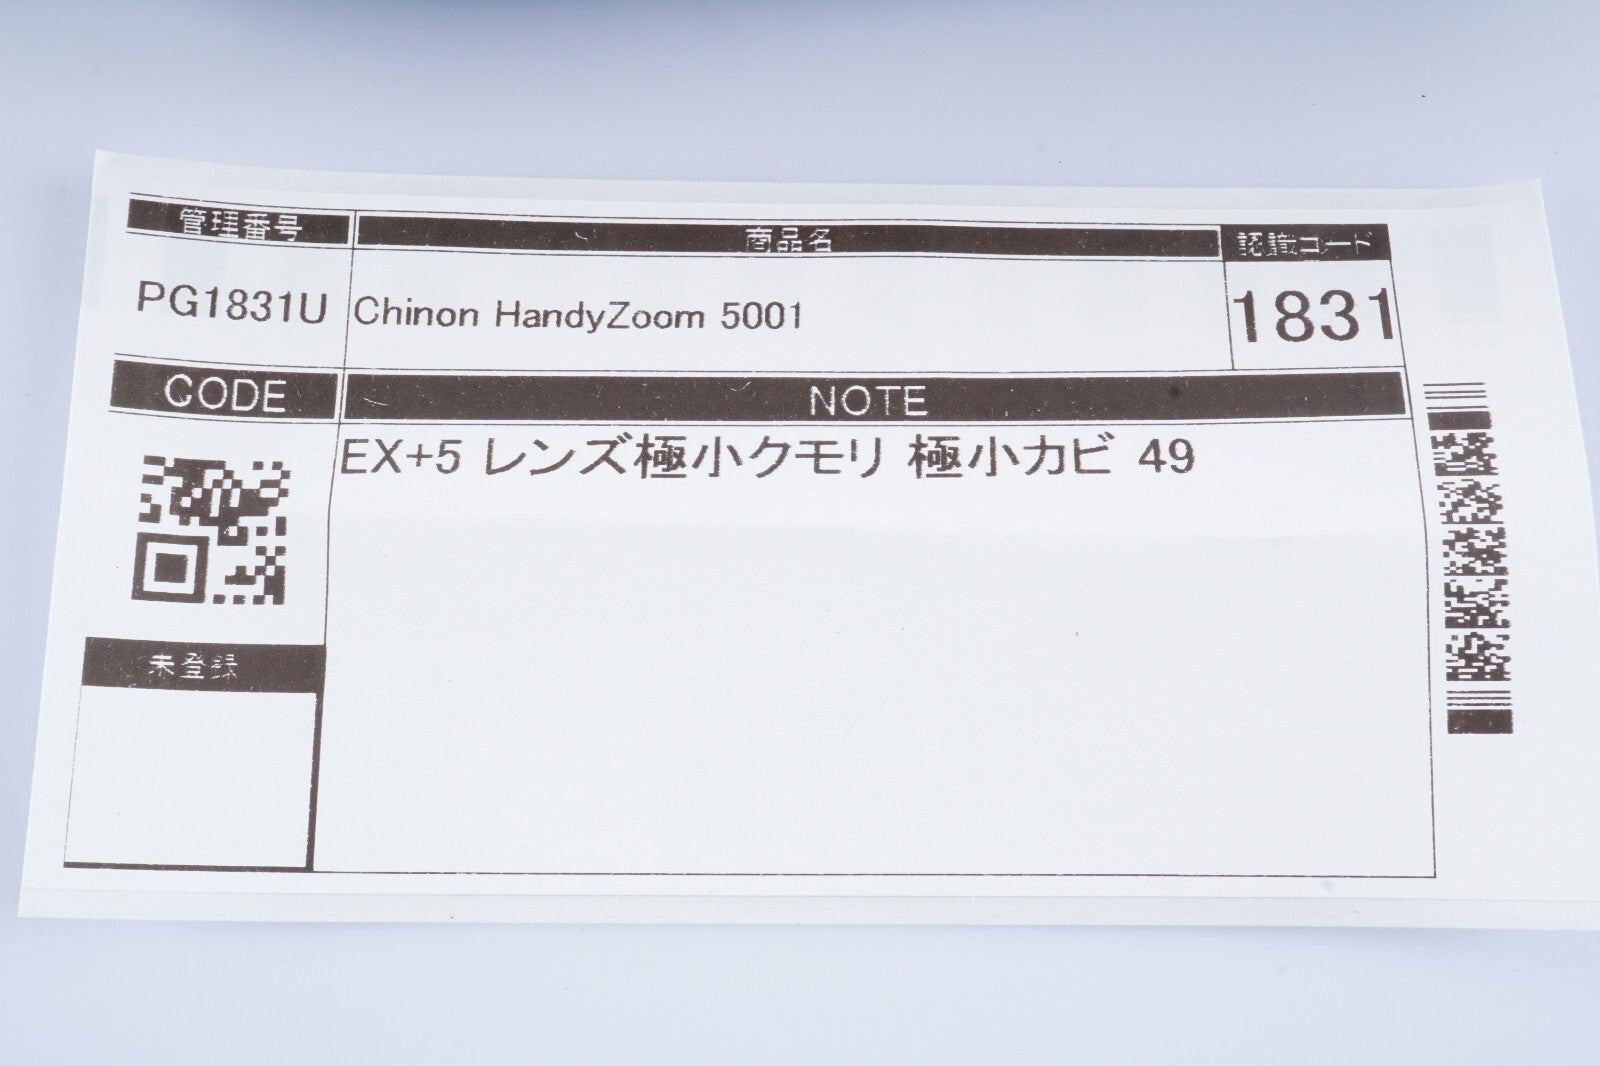 管理番号 商品名 認識コード
PG1831U Chinon HandyZoom 5001 1831
CODE NOTE
EX+5 レンズ極小クモリ 極小カビ 49
未登録